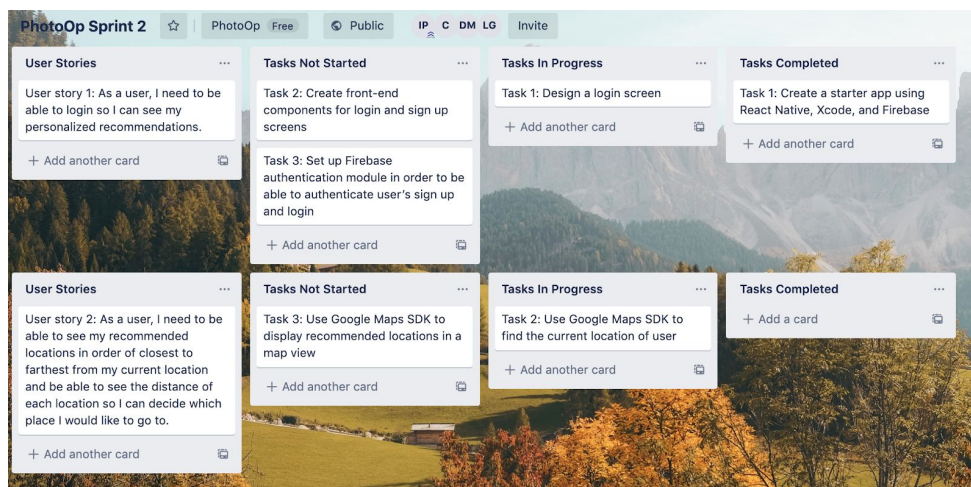 PhotoOp Sprint 2
PhotoOp Free
Public
IP C DM LG
Invite
User Stories
User story 1: As a user, I need to be
able to login so I can see my
personalized recommendations.
+ Add another card
Tasks Not Started
Task 2: Create front-end
components for login and sign up
screens
Task 3: Set up Firebase
authentication module in order to be
able to authenticate user's sign up
and login
+ Add another card
Tasks In Progress
Task 1: Design a login screen
+ Add another card
Tasks Completed
Task 1: Create a starter app using
React Native, Xcode, and Firebase
+ Add another card
User Stories
User story 2: As a user, I need to be
able to see my recommended
locations in order of closest to
farthest from my current location
and be able to see the distance of
each location so I can decide which
place I would like to go to.
+ Add another card
Tasks Not Started
Task 3: Use Google Maps SDK to
display recommended locations in a
map view
+ Add another card
Tasks In Progress
Task 2: Use Google Maps SDK to
find the current location of user
+ Add another card
Tasks Completed
+ Add a card